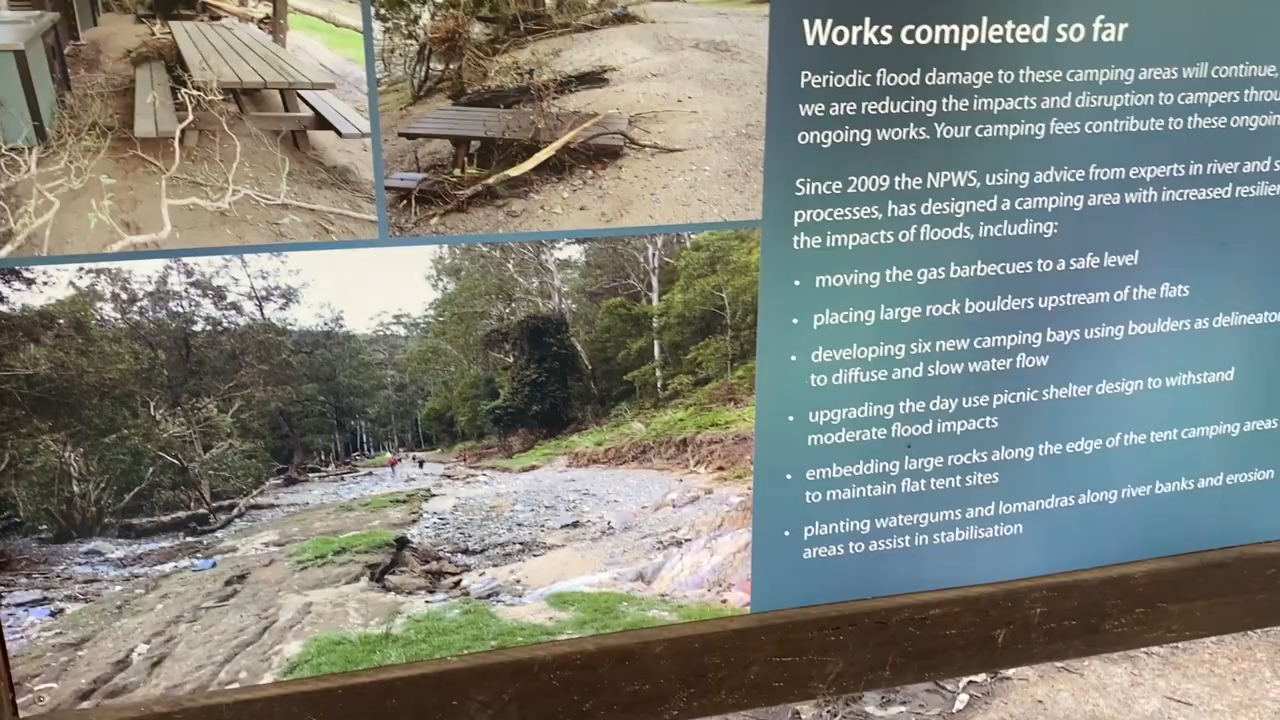 Works completed so far
Periodic flood damage to these camping areas will continue,
we are reducing the impacts and disruption to campers
ongoing works. Your camping fees contribute to these
Since 2009 the NPWS, using advice from experts in river and
processes, has designed a camping area with increased
the impacts of floods, including:
• moving the gas barbecues to a safe level
• placing large rock boulders upstream of the flats
• developing six new camping bays using boulders as
to diffuse and slow water flow
• upgrading the day use picnic shelter design to withstand
moderate flood impacts
• embedding large rocks along the edge of the tent camping areas
to maintain flat tent sites
• planting watergums and lomandras along river banks and erosion
areas to assist in stabilisation